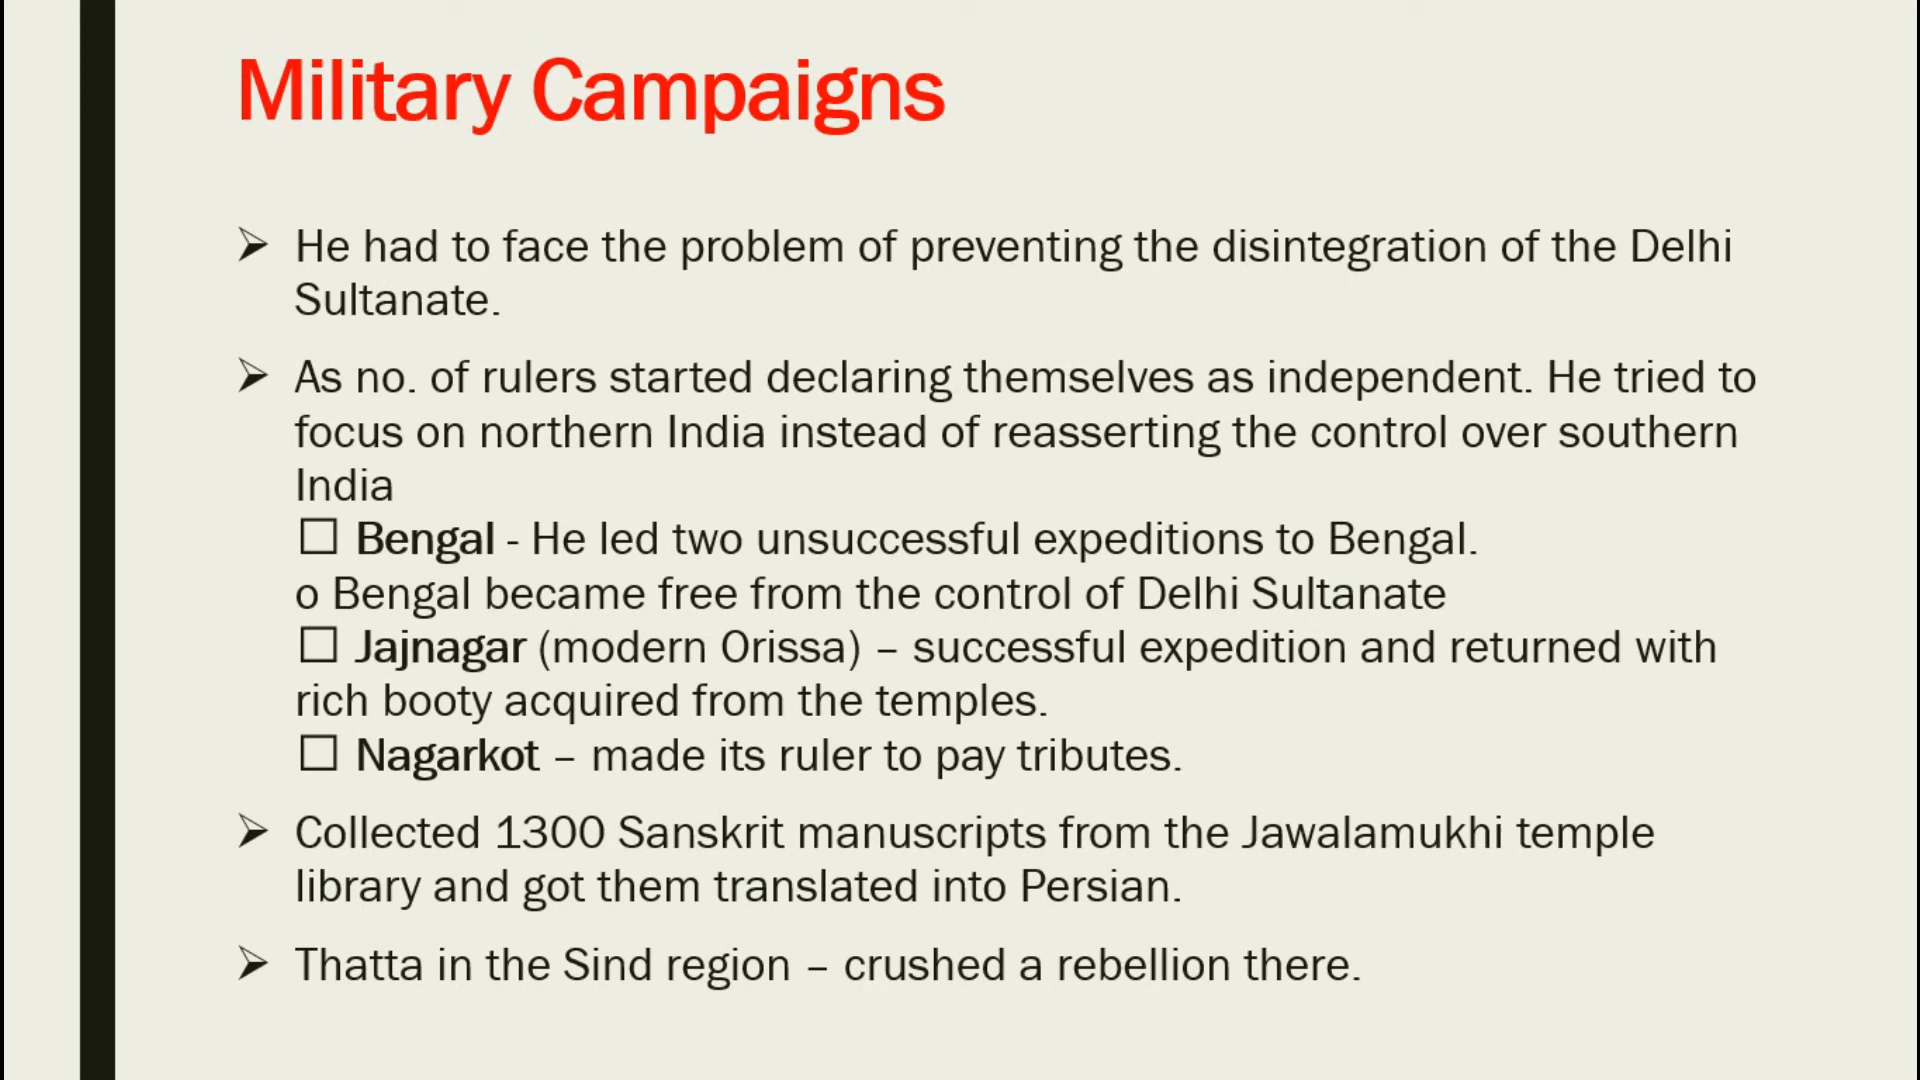 Military Campaigns
➢ He had to face the problem of preventing the disintegration of the Delhi
Sultanate.
➢ As no. of rulers started declaring themselves as independent. He tried to
focus on northern India instead of reasserting the control over southern
India
☐ Bengal - He led two unsuccessful expeditions to Bengal.
o Bengal became free from the control of Delhi Sultanate
☐ Jajnagar (modern Orissa) – successful expedition and returned with
rich booty acquired from the temples.
☐ Nagarkot – made its ruler to pay tributes.
➢ Collected 1300 Sanskrit manuscripts from the Jawalamukhi temple
library and got them translated into Persian.
➢ Thatta in the Sind region – crushed a rebellion there.